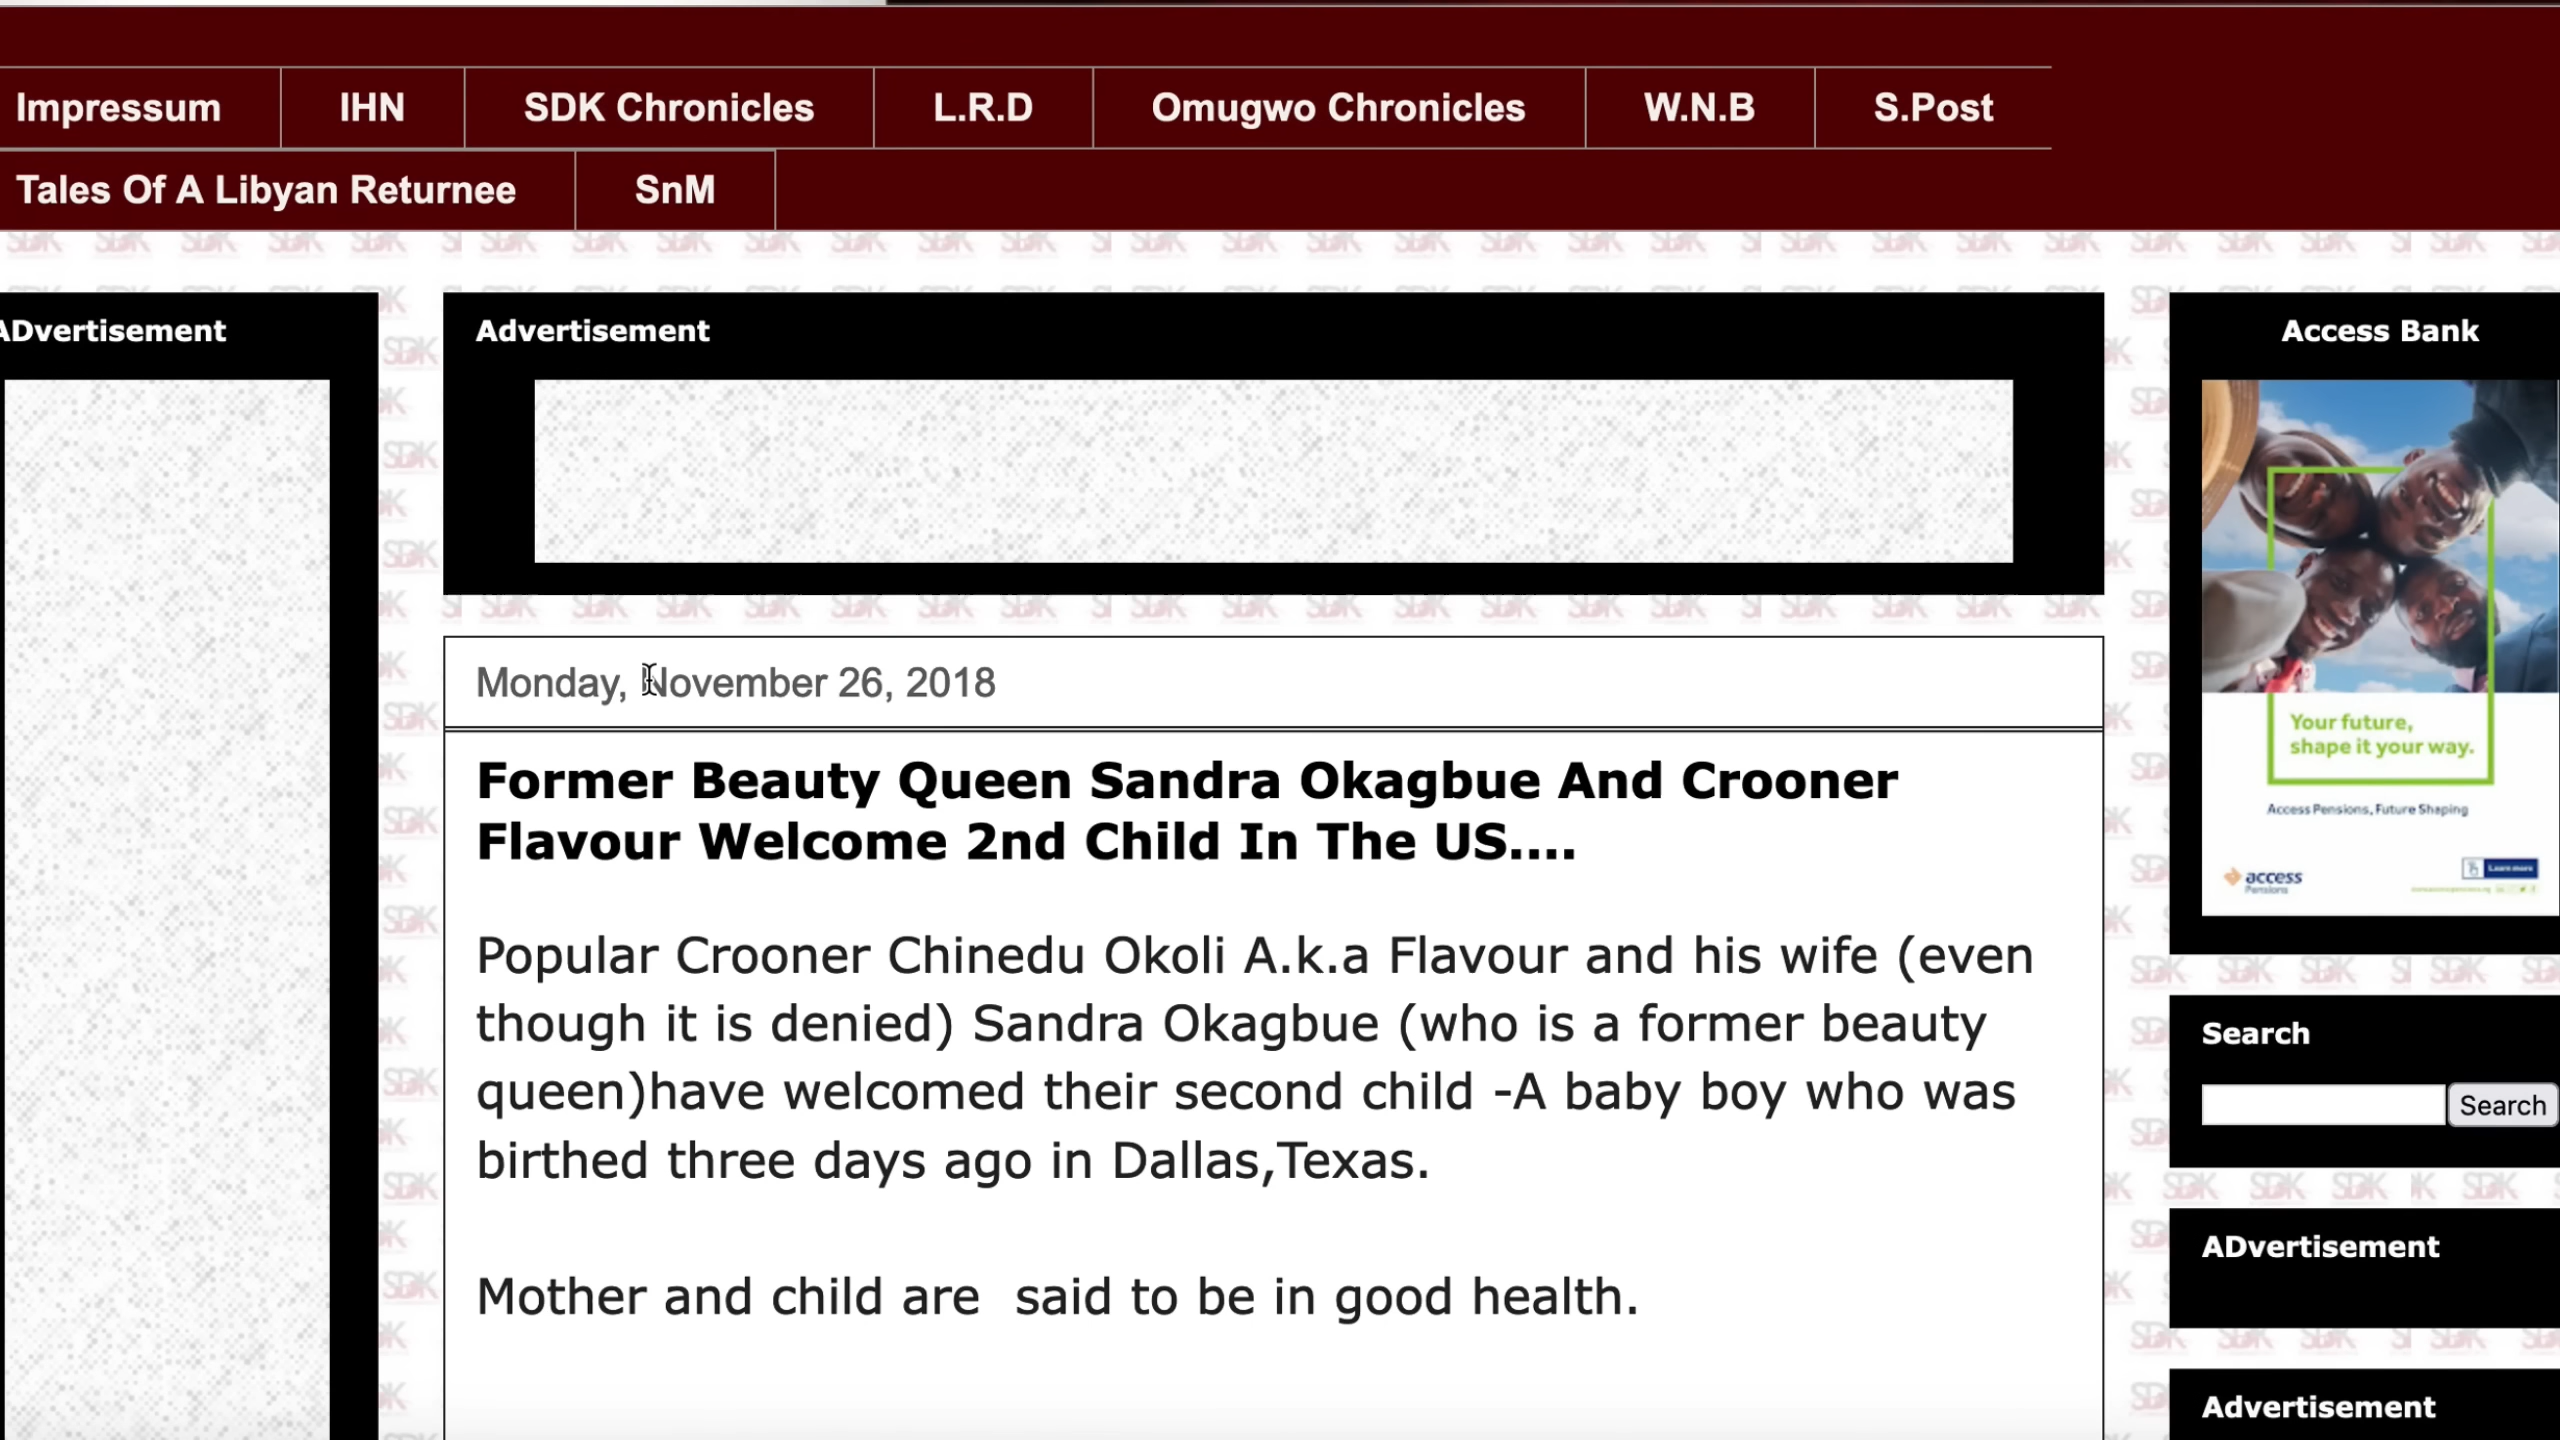 Impressum
IHN
SDK Chronicles
L.R.D
Omugwo Chronicles
W.N.B
S.Post
Tales Of A Libyan Returnee
SnM
ADvertisement
Advertisement
Monday, November 26, 2018
Former Beauty Queen Sandra Okagbue And Crooner
Flavour Welcome 2nd Child In The US....
Popular Crooner Chinedu Okoli A.k.a Flavour and his wife (even
though it is denied) Sandra Okagbue (who is a former beauty
queen)have welcomed their second child -A baby boy who was
birthed three days ago in Dallas,Texas.
Mother and child are  said to be in good health.
Access Bank
Your future,
shape it your way.
Access Pensions, Future Shaping
access
Pensions
Learn more
Search
Search
ADvertisement
Advertisement
SDK